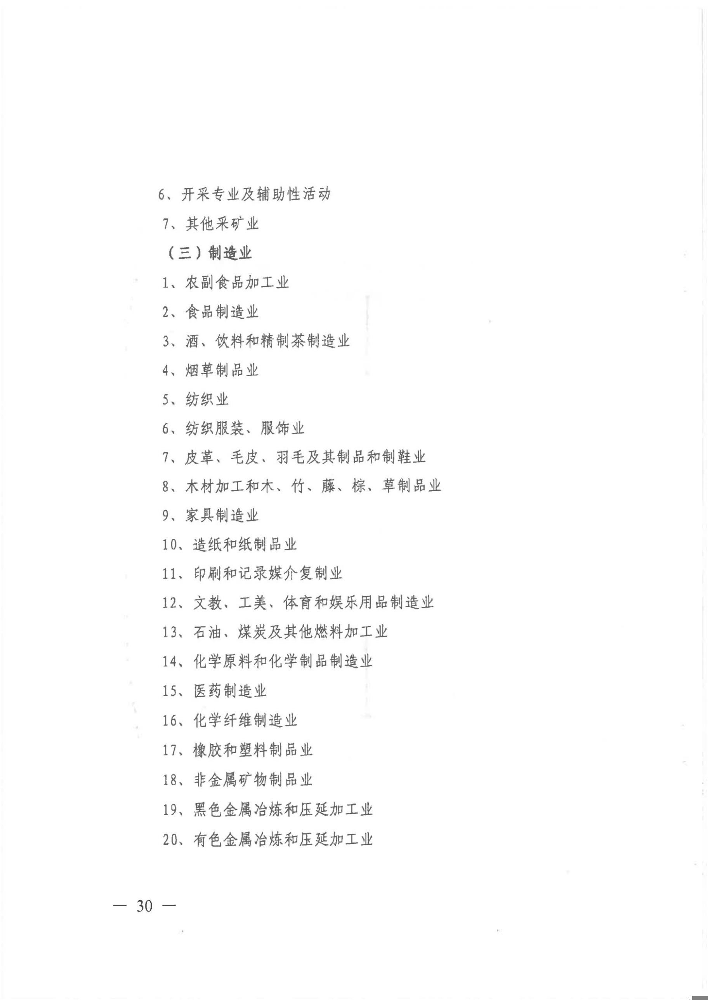 6、开采专业及辅助性活动
7、其他采矿业
（三）制造业
1、农副食品加工业
2、食品制造业
3、酒、饮料和精制茶制造业
4、烟草制品业
5、纺织业
6、纺织服装、服饰业
7、皮革、毛皮、羽毛及其制品和制鞋业
8、木材加工和木、竹、藤、棕、草制品业
9、家具制造业
10、造纸和纸制品业
11、印刷和记录媒介复制业
12、文教、工美、体育和娱乐用品制造业
13、石油、煤炭及其他燃料加工业
14、化学原料和化学制品制造业
15、医药制造业
16、化学纤维制造业
17、橡胶和塑料制品业
18、非金属矿物制品业
19、黑色金属冶炼和压延加工业
20、有色金属冶炼和压延加工业
— 30 —